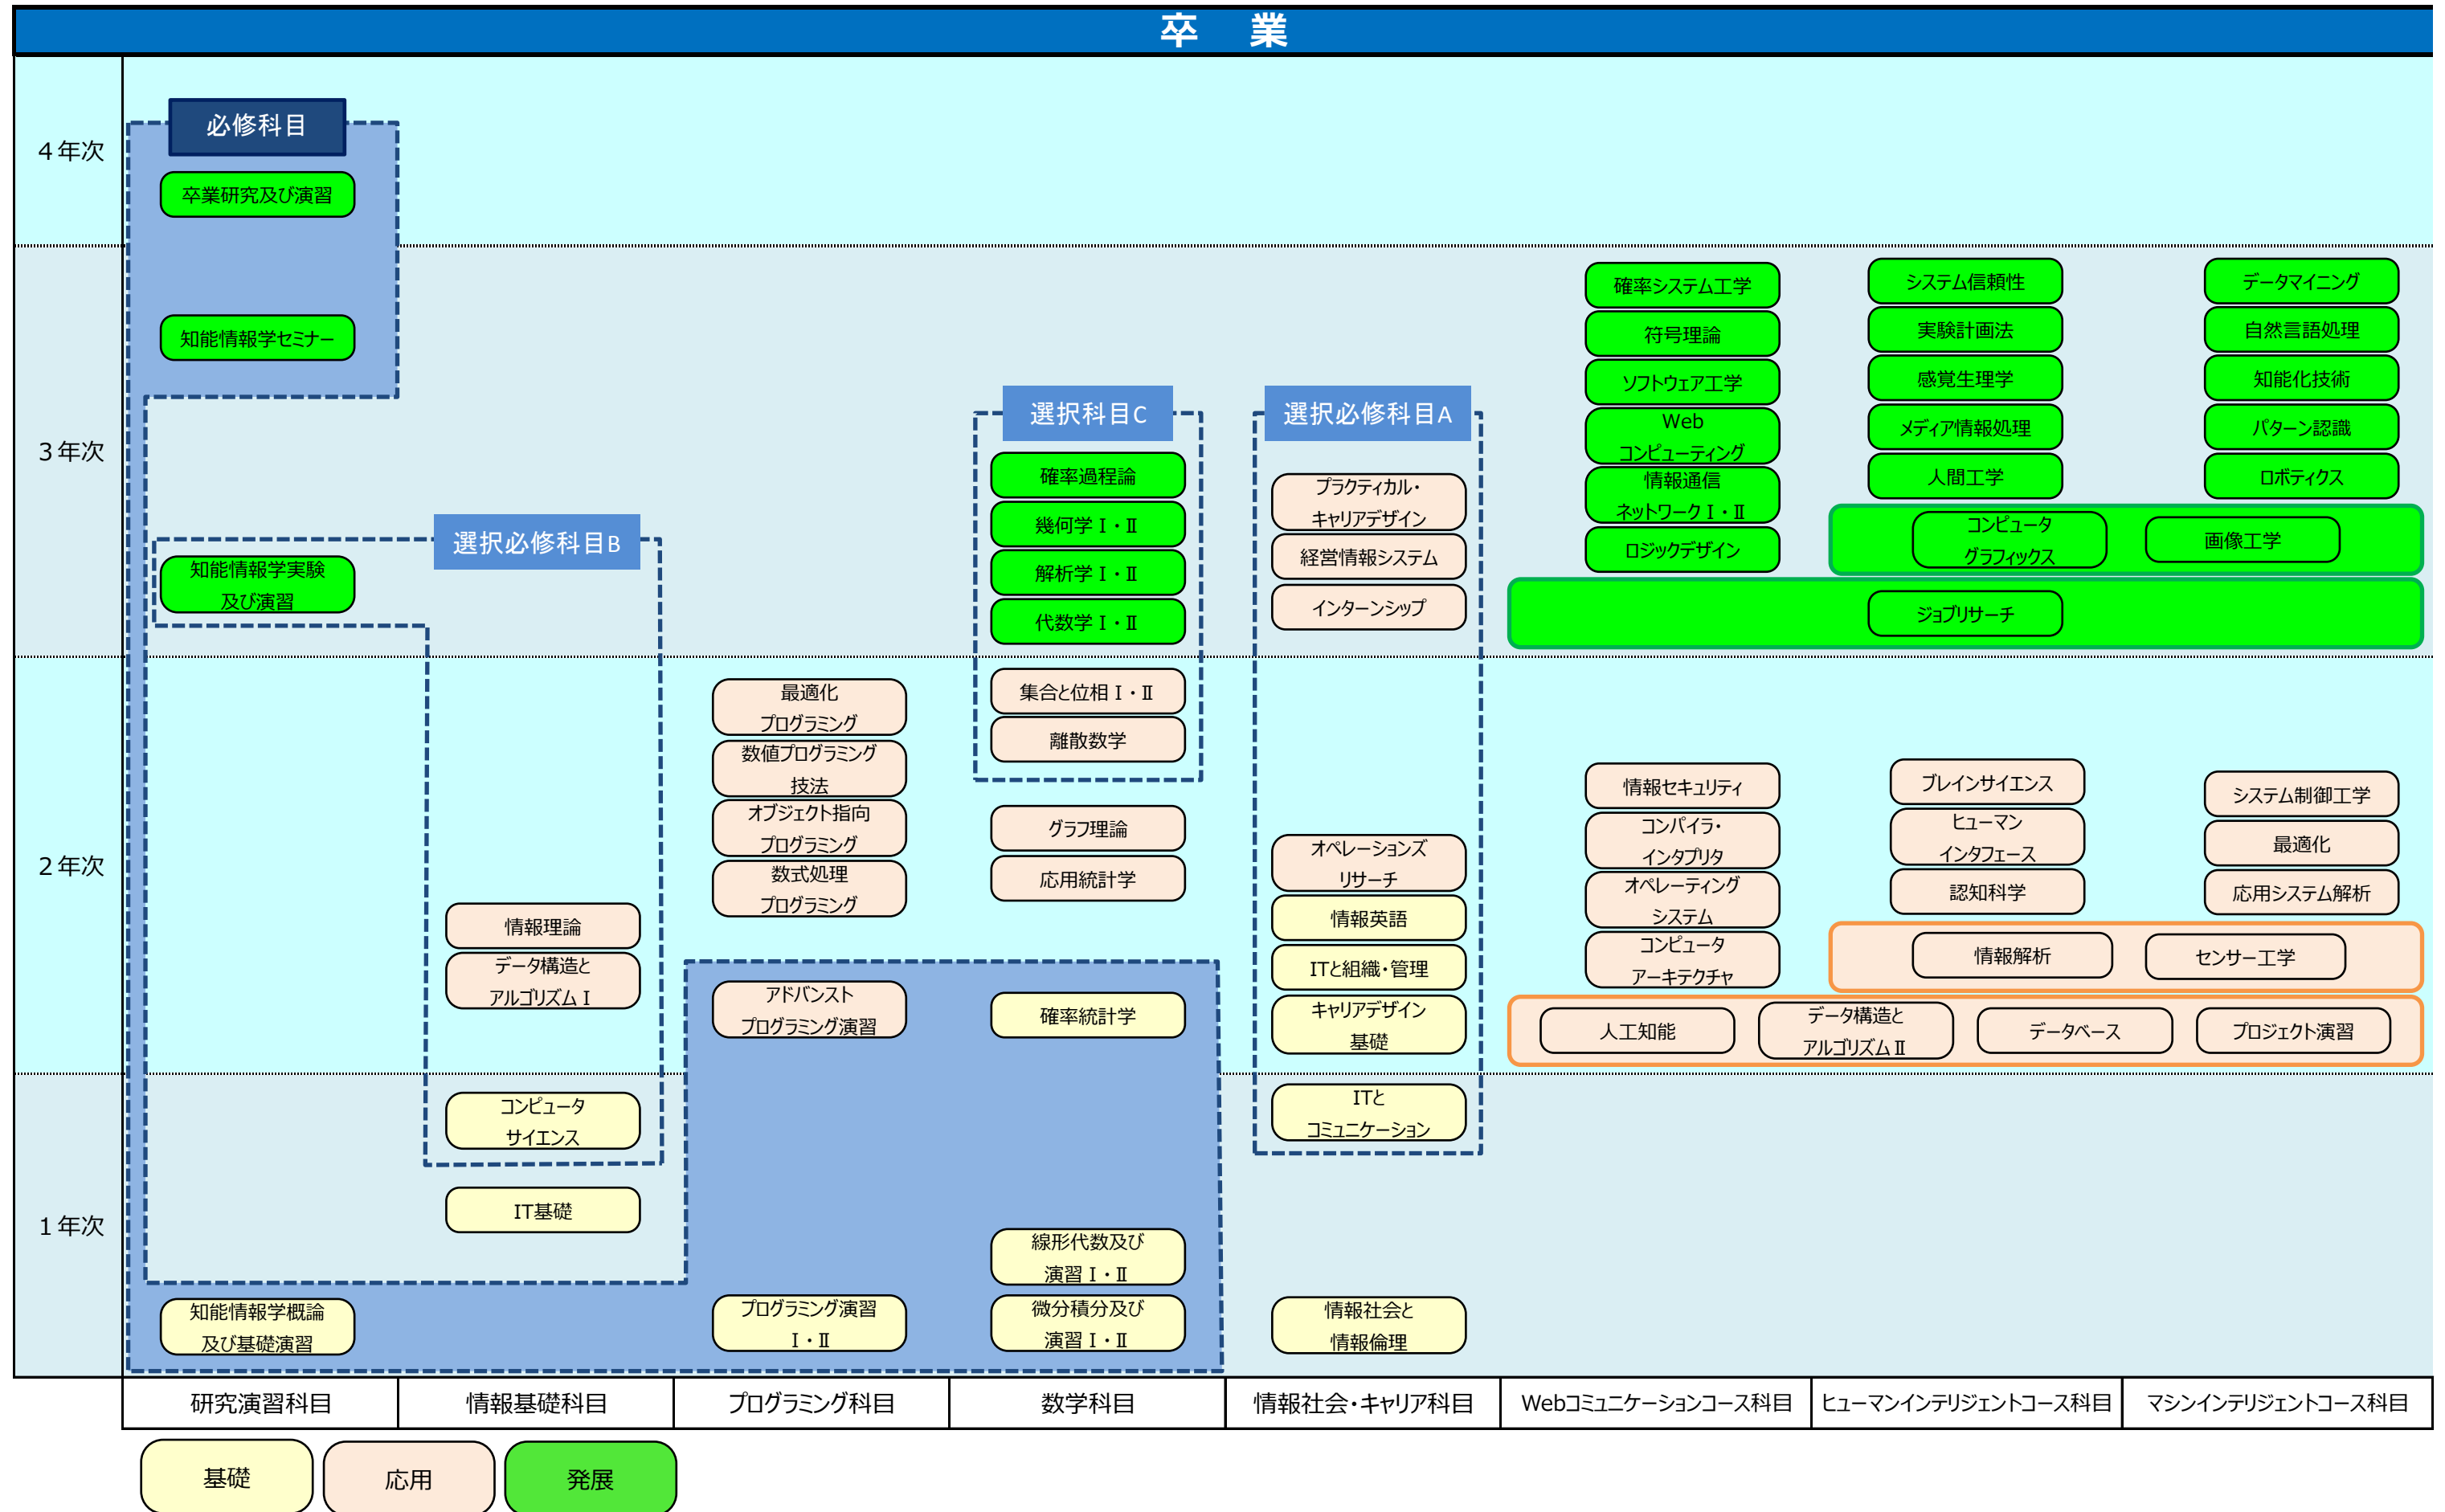 卒　業
4年次
必修科目
卒業研究及び演習
3年次
知能情報学セミナー
選択必修科目B
知能情報学実験
及び演習
選択科目C
確率過程論
幾何学Ⅰ・Ⅱ
解析学Ⅰ・Ⅱ
代数学Ⅰ・Ⅱ
選択必修科目A
プラクティカル・
キャリアデザイン
経営情報システム
インターンシップ
確率システム工学
符号理論
ソフトウェア工学
Web
コンピューティング
情報通信
ネットワークⅠ・Ⅱ
ロジックデザイン
システム信頼性
実験計画法
感覚生理学
メディア情報処理
人間工学
データマイニング
自然言語処理
知能化技術
パターン認識
ロボティクス
コンピュータ
グラフィックス
画像工学
ジョブリサーチ
2年次
情報理論
データ構造と
アルゴリズムⅠ
最適化
プログラミング
数値プログラミング
技法
オブジェクト指向
プログラミング
数式処理
プログラミング
アドバンスト
プログラミング演習
集合と位相Ⅰ・Ⅱ
離散数学
グラフ理論
応用統計学
確率統計学
オペレーションズ
リサーチ
情報英語
ITと組織・管理
キャリアデザイン
基礎
情報セキュリティ
コンパイラ・
インタプリタ
オペレーティング
システム
コンピュータ
アーキテクチャ
ブレインサイエンス
ヒューマン
インタフェース
認知科学
システム制御工学
最適化
応用システム解析
情報解析
センサー工学
人工知能
データ構造と
アルゴリズムⅡ
データベース
プロジェクト演習
1年次
コンピュータ
サイエンス
IT基礎
ITと
コミュニケーション
線形代数及び
演習Ⅰ・Ⅱ
知能情報学概論
及び基礎演習
プログラミング演習
Ⅰ・Ⅱ
微分積分及び
演習Ⅰ・Ⅱ
情報社会と
情報倫理
研究演習科目
情報基礎科目
プログラミング科目
数学科目
情報社会・キャリア科目
Webコミュニケーションコース科目
ヒューマンインテリジェントコース科目
マシンインテリジェントコース科目
基礎
応用
発展